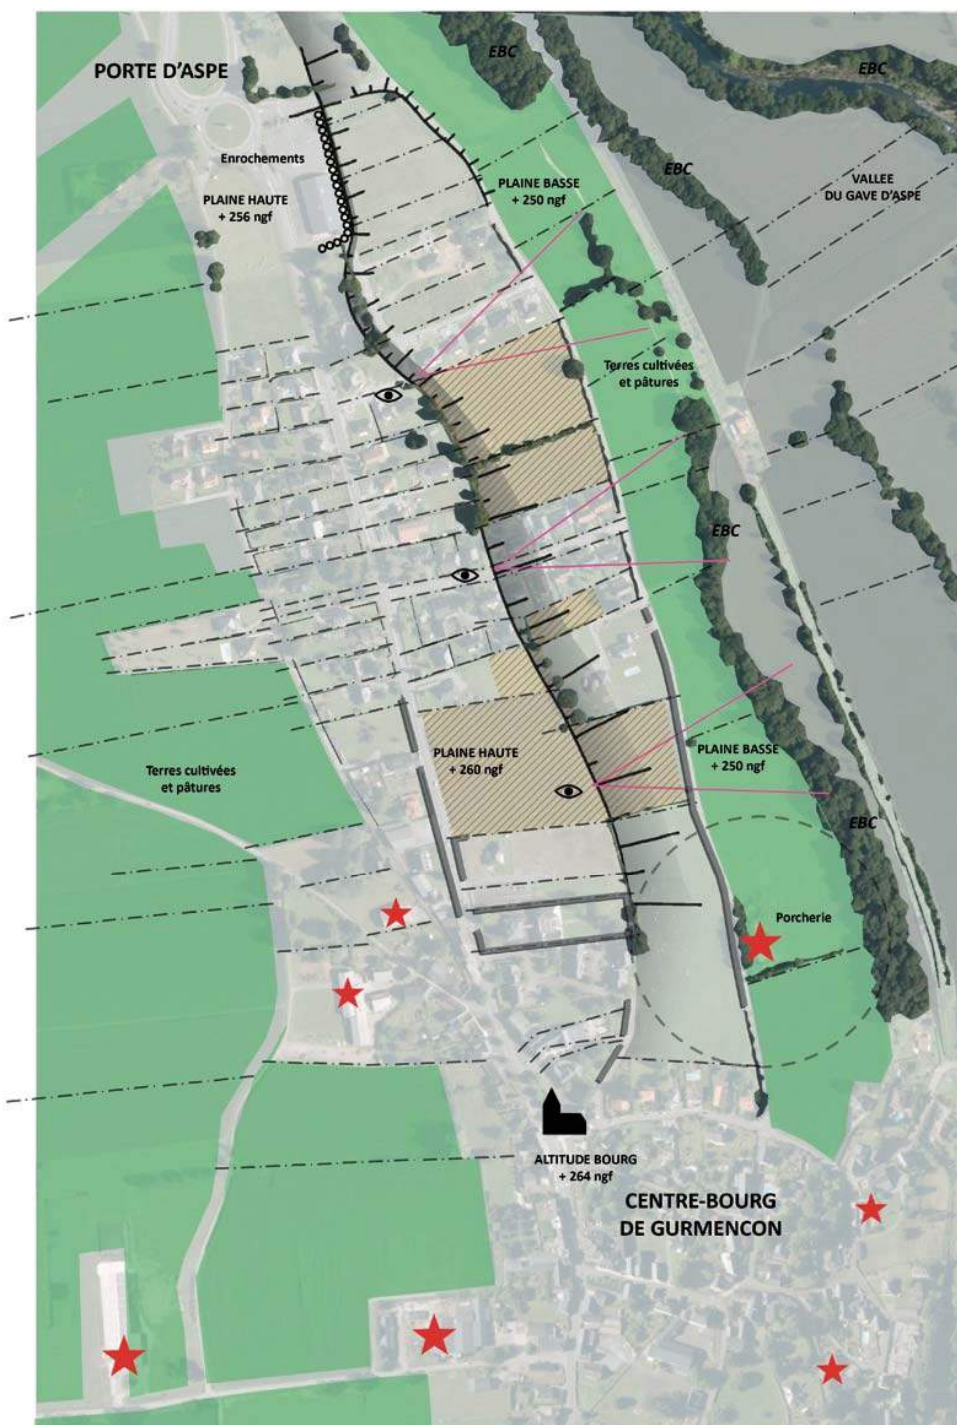 EBC
PORTE D'ASPE
EBC
Enrochements
EBC
PLAINE BASSE
+ 250 ngf
VALLEE
DU GAVE D'ASPE
PLAINE HAUTE
+ 256 ngf
Terres cultivées
et pâtures
EBC
PLAINE HAUTE
+ 260 ngf
PLAINE BASSE
+ 250 ngf
Terres cultivées
et pâtures
EBC
Porcherie
ALTITUDE BOURG
+ 264 ngf
CENTRE-BOURG
DE GURMENCON